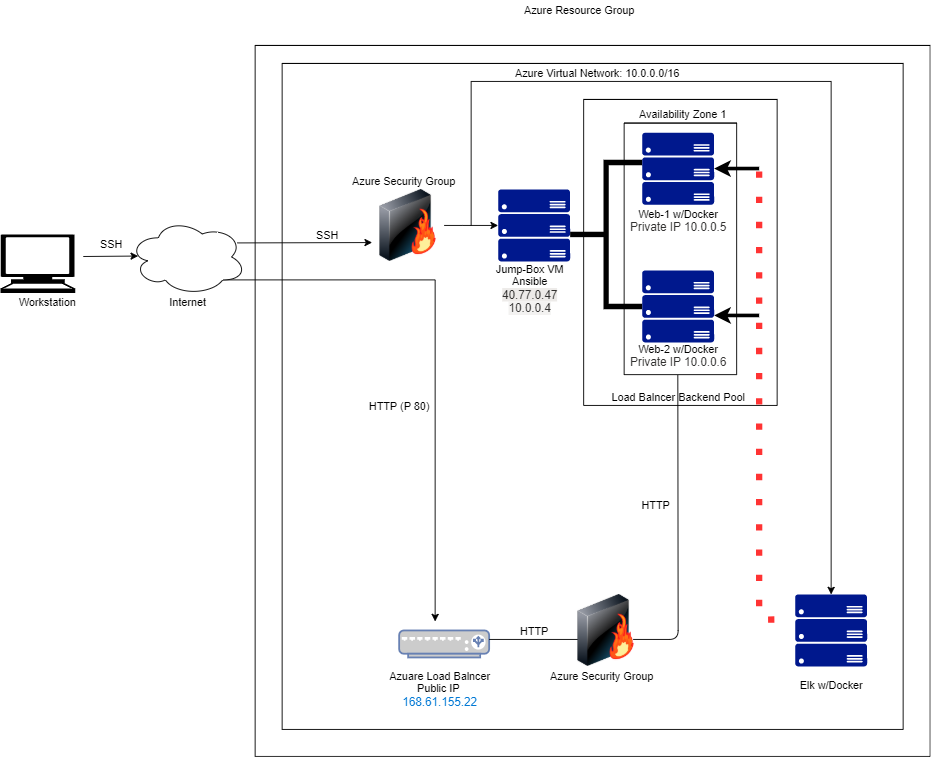 Azure Resource Group
Azure Virtual Network: 10.0.0.0/16
Availability Zone 1
Azure Security Group
Web-1 w/Docker
Private IP 10.0.0.5
SSH
SSH
Workstation
Internet
Jump-Box VM
Ansible
40.77.0.47
10.0.0.4
Web-2 w/Docker
Private IP 10.0.0.6
Load Balncer Backend Pool
HTTP (P 80)
HTTP
HTTP
Azuare Load Balncer
Public IP
168.61.155.22
Azure Security Group
Elk w/Docker